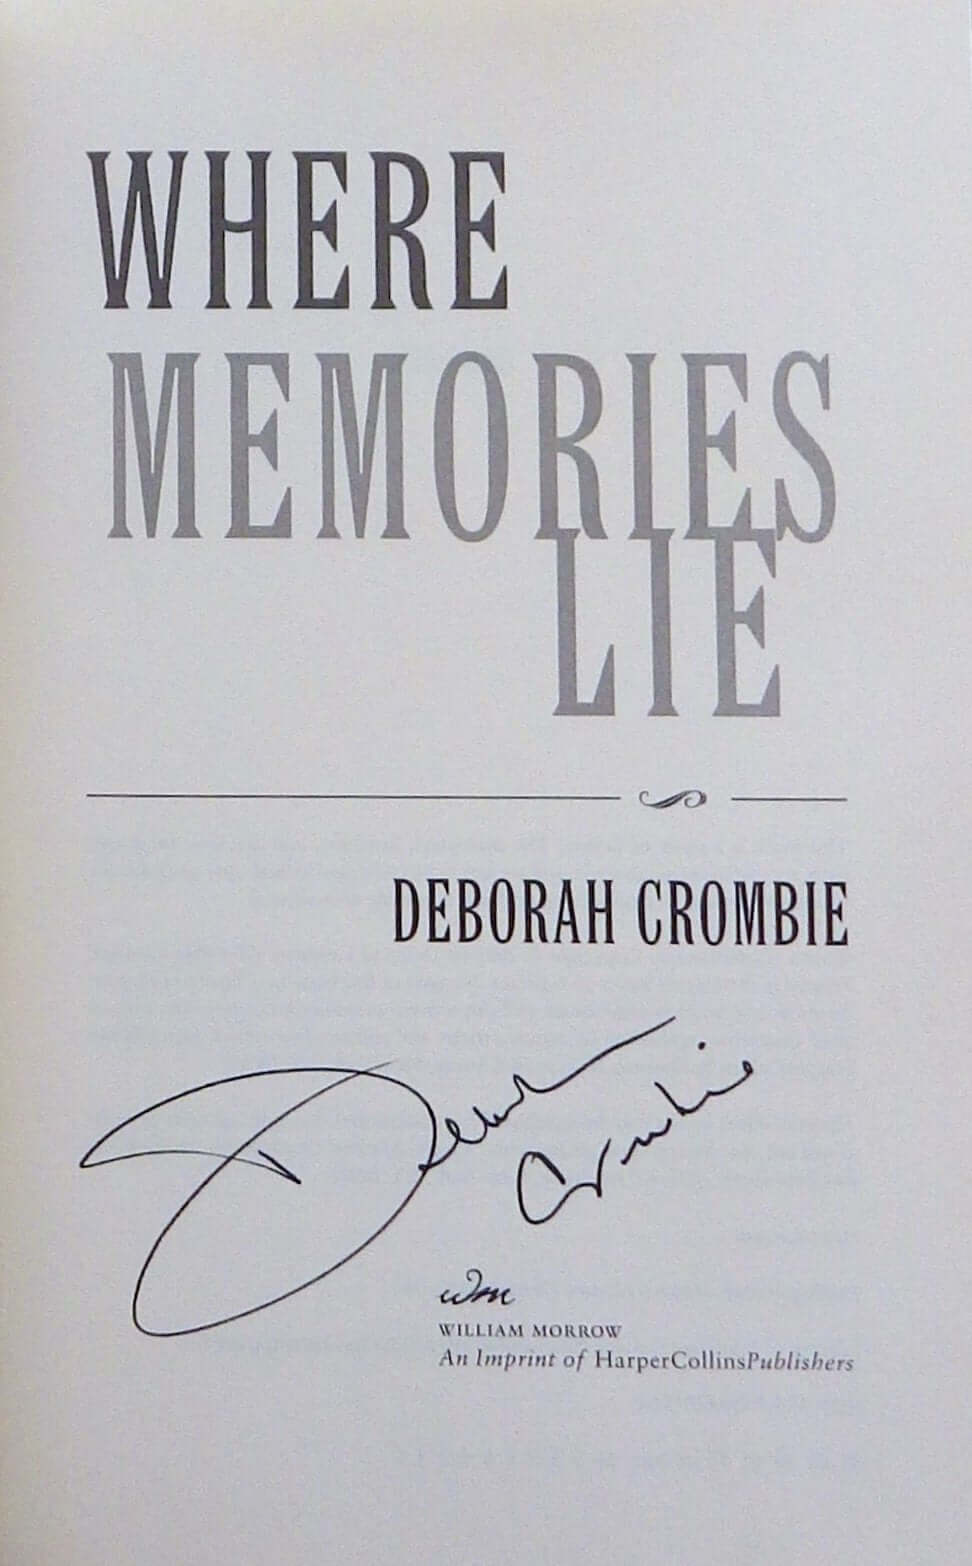 WHERE
MEMORIES
LIE
DEBORAH CROMBIE
Deborah
Crombie
wm
WILLIAM MORROW
An Imprint of HarperCollinsPublishers